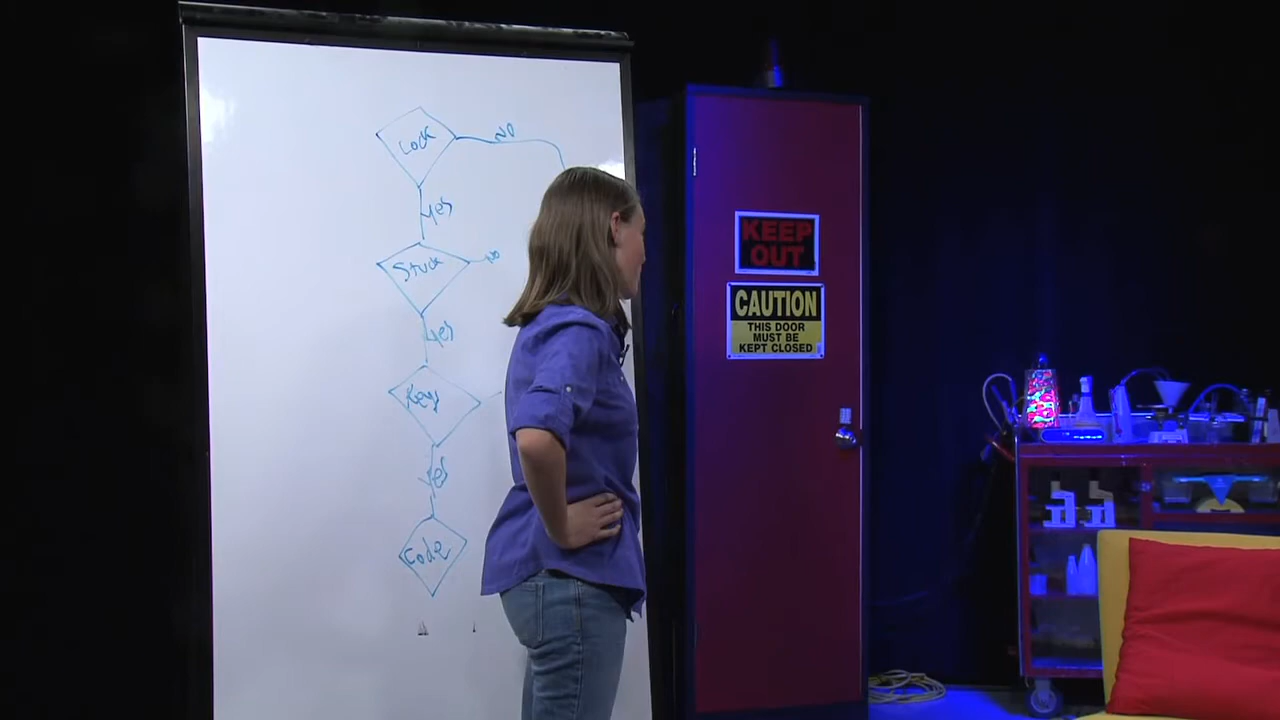 Lock
NO
Yes
Stuck
NO
Yes
Key
Yes
Code
KEEP
OUT
CAUTION
THIS DOOR
MUST BE
KEPT CLOSED